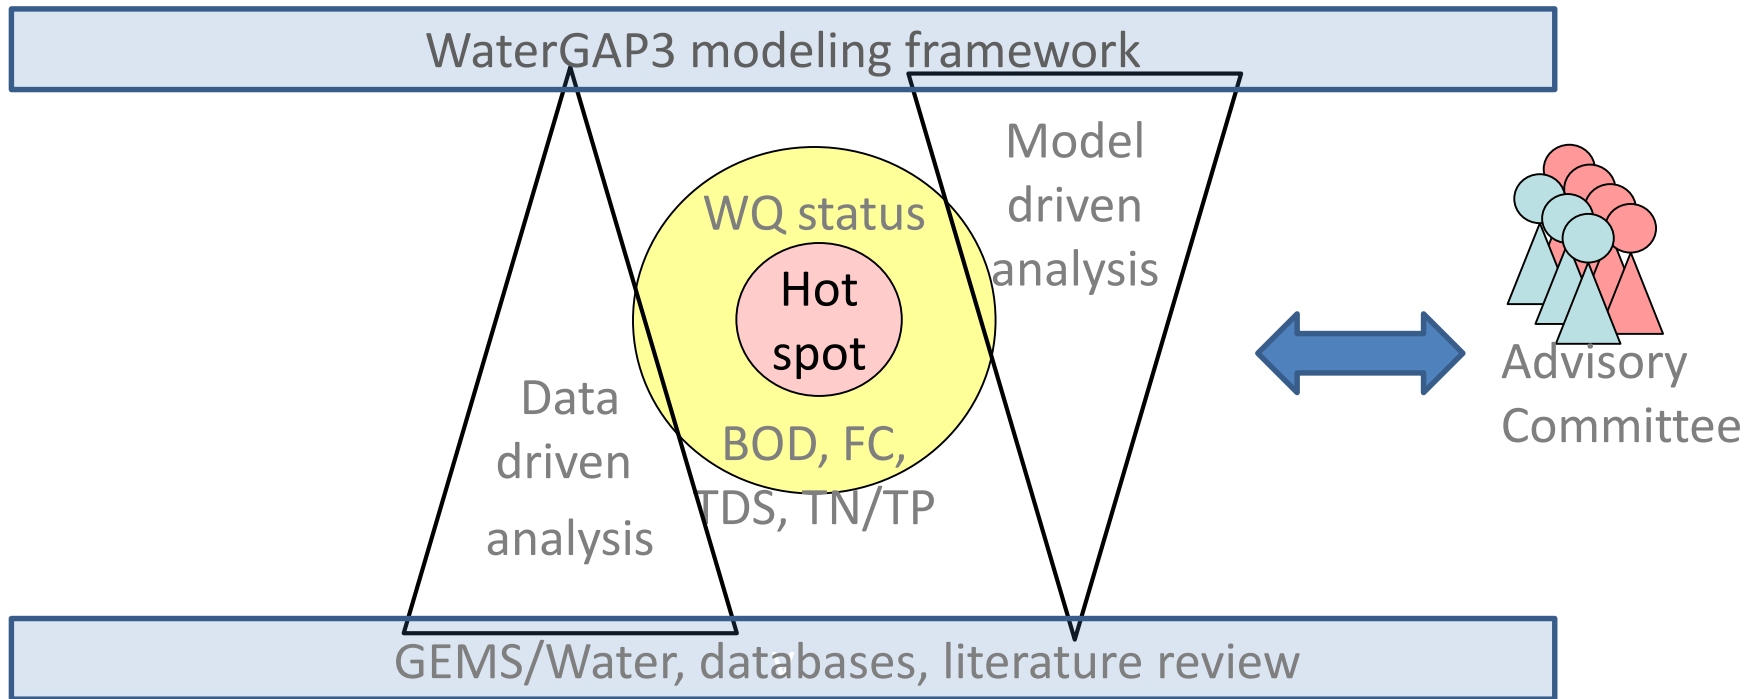 WaterGAP3 modeling framework
Model
driven
analysis
WQ status
Hot
spot
Data
driven
analysis
BOD, FC,
TDS, TN/TP
Advisory
Committee
GEMS/Water, databases, literature review